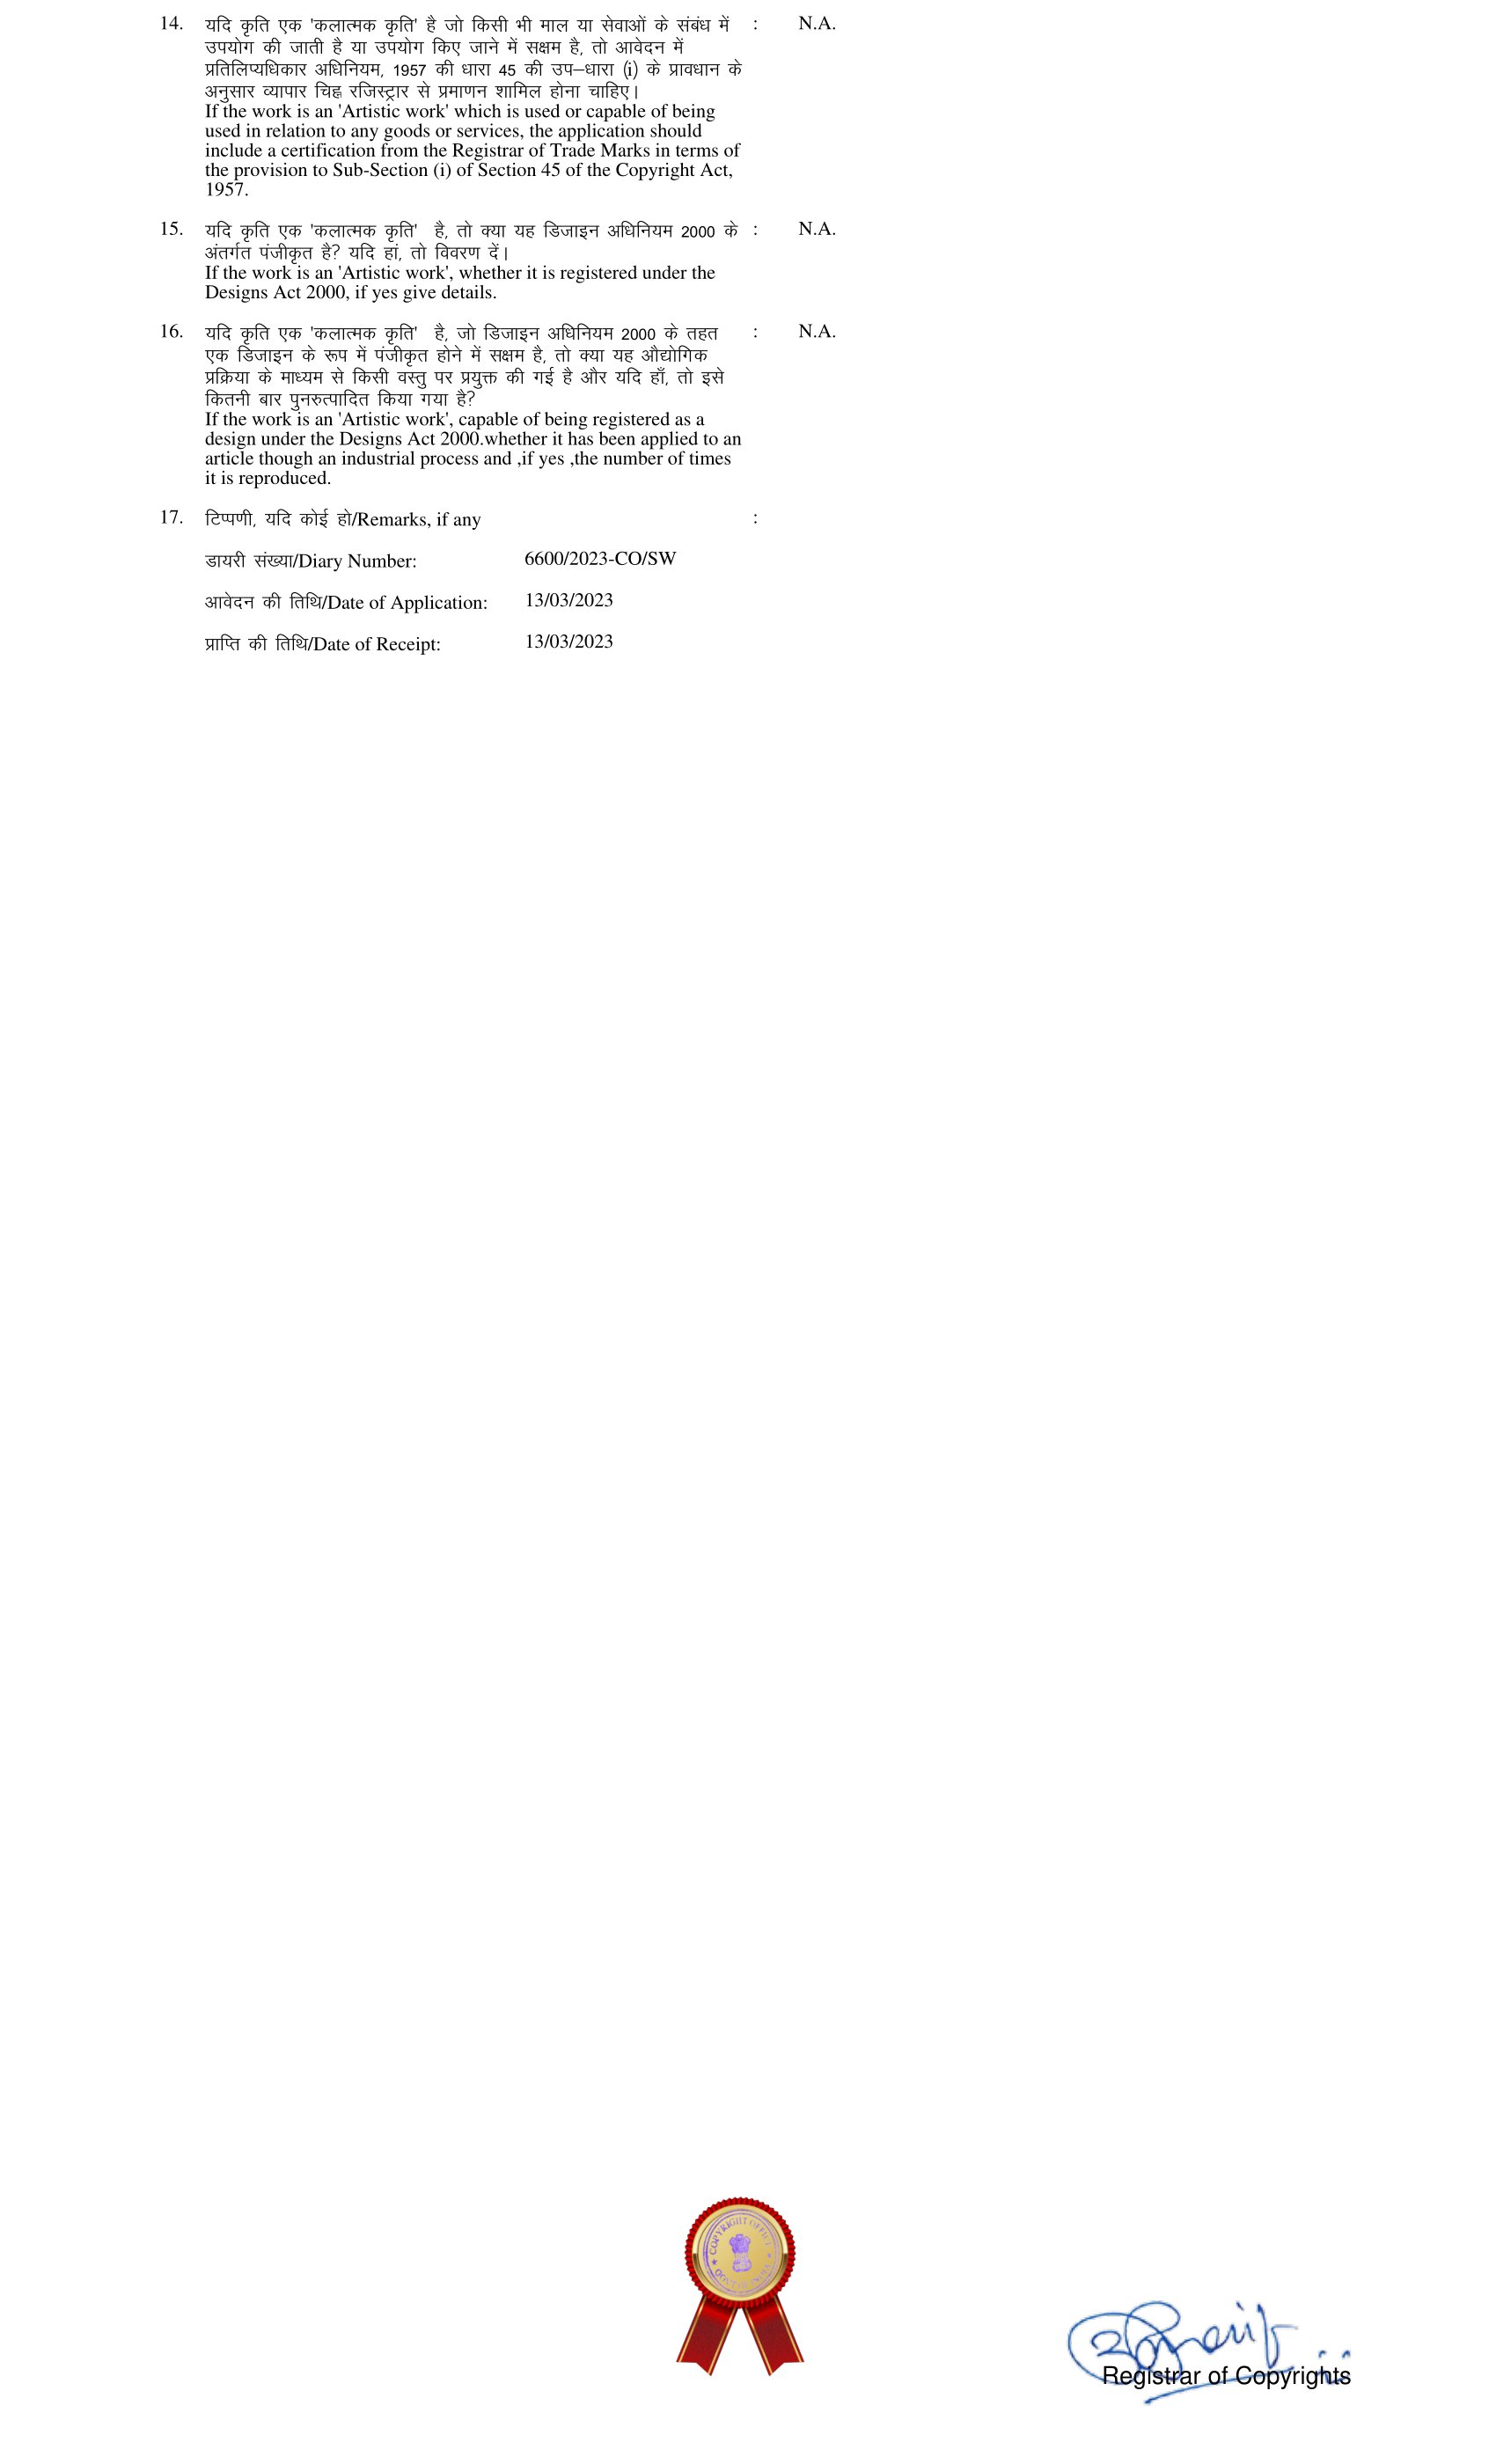 14. यदि कृति एक 'कलात्मक कृति' है जो किसी भी माल या सेवाओं के संबंध में : N.A.
उपयोग की जाती है या उपयोग किए जाने में सक्षम है, तो आवेदन में
प्रतिलिप्यधिकार अधिनियम, 1957 की धारा 45 की उप–धारा (i) के प्रावधान के
अनुसार व्यापार चिह्न रजिस्ट्रार से प्रमाणन शामिल होना चाहिए।
If the work is an 'Artistic work' which is used or capable of being
used in relation to any goods or services, the application should
include a certification from the Registrar of Trade Marks in terms of
the provision to Sub-Section (i) of Section 45 of the Copyright Act,
1957.
15. यदि कृति एक 'कलात्मक कृति' है, तो क्या यह डिजाइन अधिनियम 2000 के : N.A.
अंतर्गत पंजीकृत है? यदि हां, तो विवरण दें।
If the work is an 'Artistic work', whether it is registered under the
Designs Act 2000, if yes give details.
16. यदि कृति एक 'कलात्मक कृति' है, जो डिजाइन अधिनियम 2000 के तहत : N.A.
एक डिजाइन के रूप में पंजीकृत होने में सक्षम है, तो क्या यह औद्योगिक
प्रक्रिया के माध्यम से किसी वस्तु पर प्रयुक्त की गई है और यदि हाँ, तो इसे
कितनी बार पुनरुत्पादित किया गया है?
If the work is an 'Artistic work', capable of being registered as a
design under the Designs Act 2000.whether it has been applied to an
article though an industrial process and ,if yes ,the number of times
it is reproduced.
17. टिप्पणी, यदि कोई हो/Remarks, if any :
डायरी संख्या/Diary Number: 6600/2023-CO/SW
आवेदन की तिथि/Date of Application: 13/03/2023
प्राप्ति की तिथि/Date of Receipt: 13/03/2023
COPYRIGHT OFFICE
Registrar of Copyrights